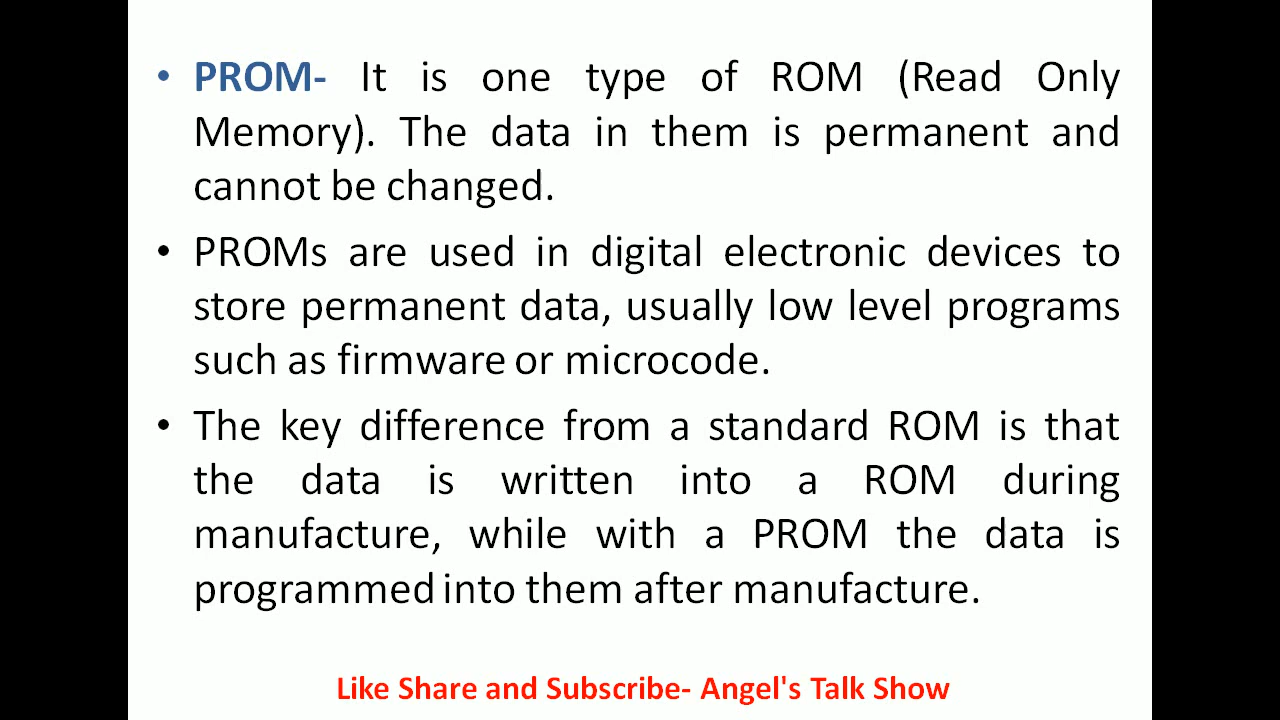 • PROM- It is one type of ROM (Read Only
Memory). The data in them is permanent and
cannot be changed.
• PROMs are used in digital electronic devices to
store permanent data, usually low level programs
such as firmware or microcode.
• The key difference from a standard ROM is that
the data is written into a ROM during
manufacture, while with a PROM the data is
programmed into them after manufacture.
Like Share and Subscribe- Angel's Talk Show